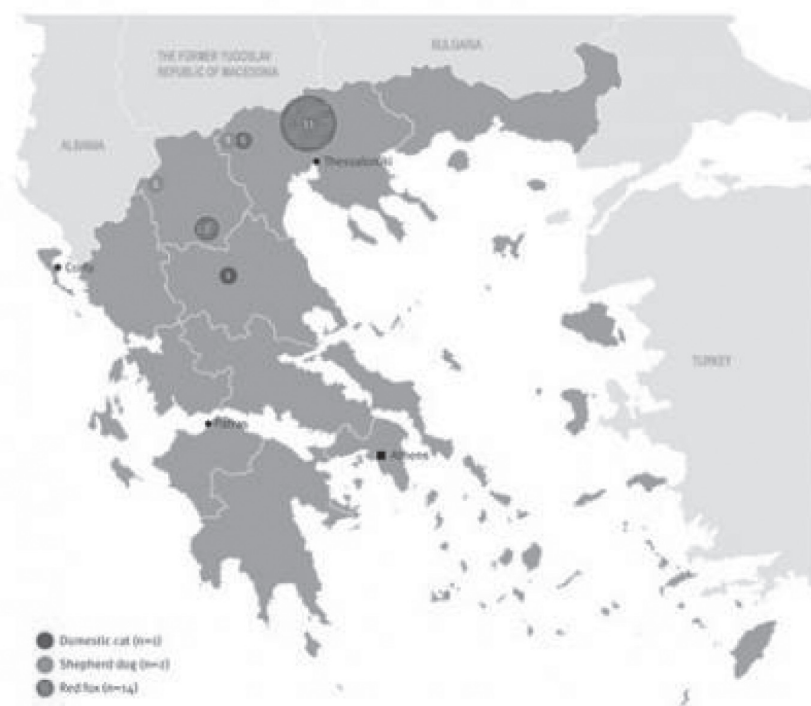 BULGARIA
THE FORMER YUGOSLAV
REPUBLIC OF MACEDONIA
ALBANIA
11
Thessaloniki
Corfu
TURKEY
Patras
Athens
Domestic cat (n=1)
Shepherd dog (n=2)
Red fox (n=14)